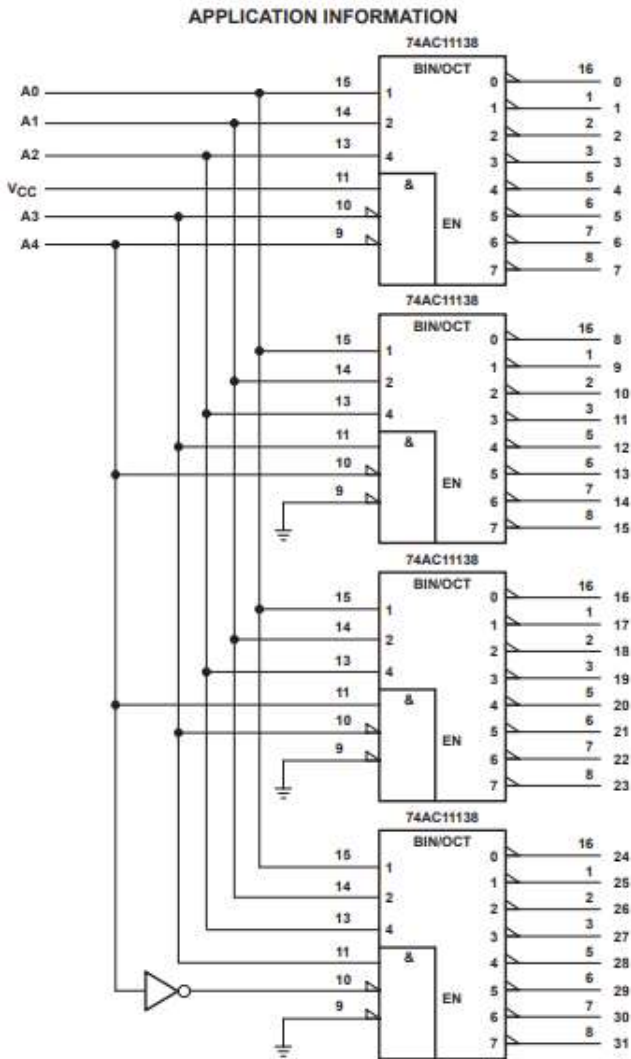 APPLICATION INFORMATION
74AC11138
BIN/OCT
A0 15 1 0 16 0
A1 14 2 1 1 1
A2 13 4 2 2 2
3 3 3
VCC 11 & 4 5 4
A3 10 5 6 5
A4 9 EN 6 7 6
7 8 7
74AC11138
BIN/OCT
15 1 0 16 8
14 2 1 1 9
13 4 2 2 10
3 3 11
11 & 4 5 12
10 5 6 13
9 EN 6 7 14
7 8 15
74AC11138
BIN/OCT
15 1 0 16 16
14 2 1 1 17
13 4 2 2 18
3 3 19
11 & 4 5 20
10 5 6 21
9 EN 6 7 22
7 8 23
74AC11138
BIN/OCT
15 1 0 16 24
14 2 1 1 25
13 4 2 2 26
3 3 27
11 & 4 5 28
10 5 6 29
9 EN 6 7 30
7 8 31